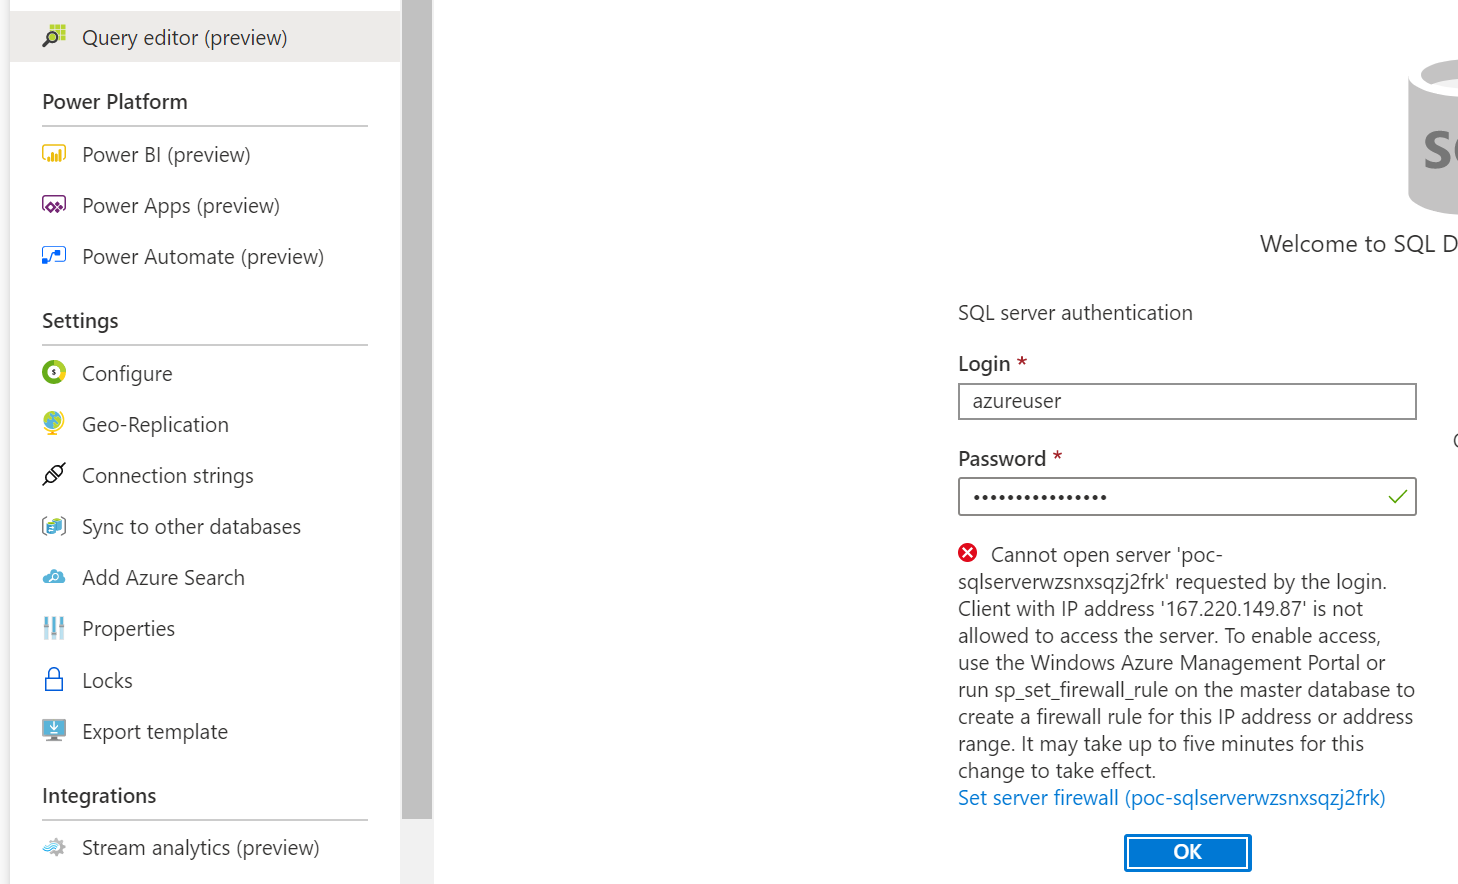 Query editor (preview)
Power Platform
Power BI (preview)
Power Apps (preview)
Power Automate (preview)
Settings
Configure
Geo-Replication
Connection strings
Sync to other databases
Add Azure Search
Properties
Locks
Export template
Integrations
Stream analytics (preview)
Welcome to SQL D
SQL server authentication
Login *
azureuser
Password *
••••••••••••••••
Cannot open server 'poc-
sqlserverwzsnxsqzj2frk' requested by the login.
Client with IP address '167.220.149.87' is not
allowed to access the server. To enable access,
use the Windows Azure Management Portal or
run sp_set_firewall_rule on the master database to
create a firewall rule for this IP address or address
range. It may take up to five minutes for this
change to take effect.
Set server firewall (poc-sqlserverwzsnxsqzj2frk)
OK